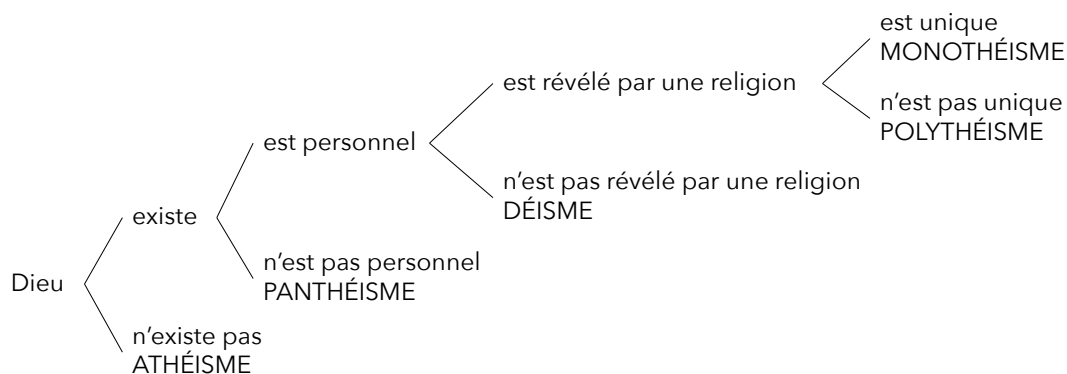 est unique
MONOTHÉISME
est révélé par une religion
n'est pas unique
POLYTHÉISME
est personnel
n'est pas révélé par une religion
DÉISME
existe
n'est pas personnel
PANTHÉISME
Dieu
n'existe pas
ATHÉISME